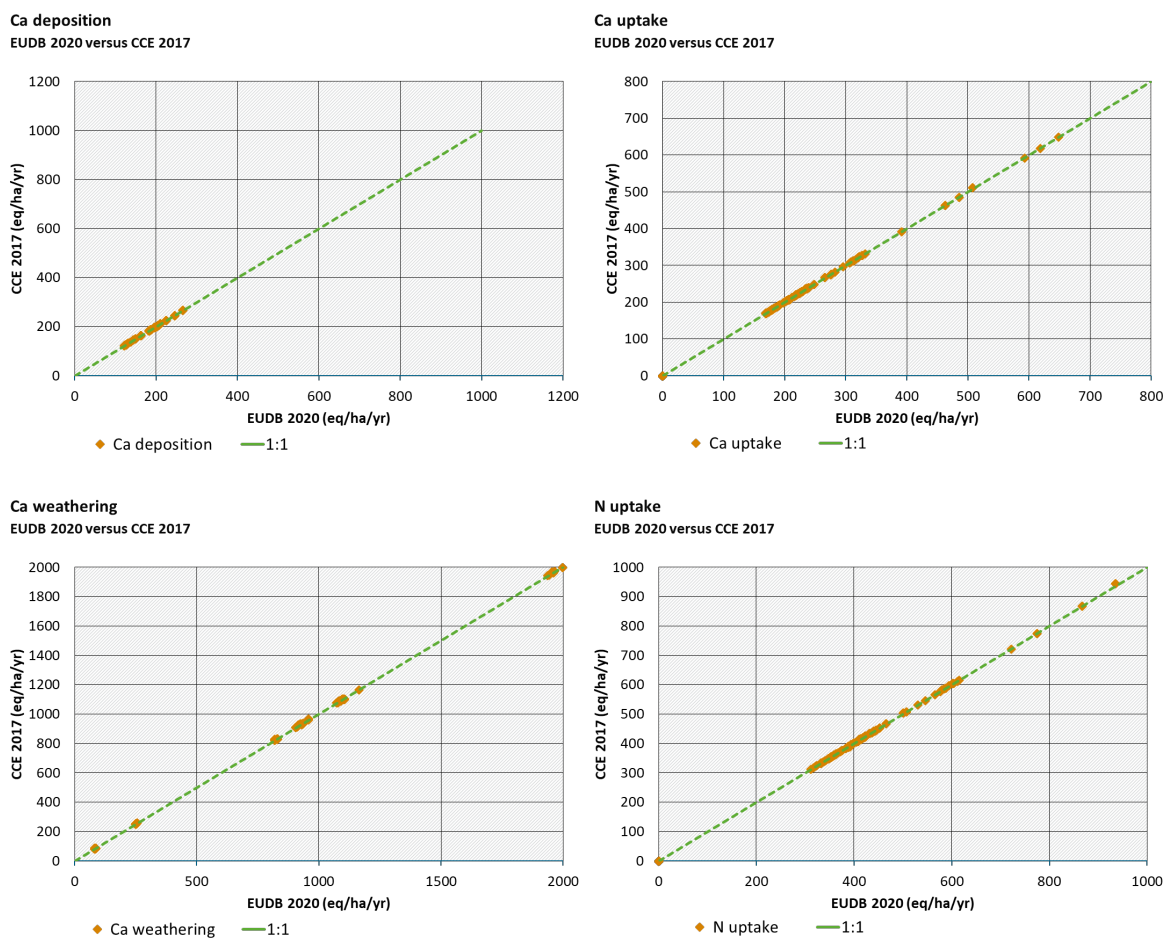 Ca deposition
EUDB 2020 versus CCE 2017
1200
1000
800
600
400
200
0
CCE 2017 (eq/ha/yr)
0 200 400 600 800 1000 1200
EUDB 2020 (eq/ha/yr)
Ca deposition 1:1
Ca uptake
EUDB 2020 versus CCE 2017
800
700
600
500
400
300
200
100
0
CCE 2017 (eq/ha/yr)
0 100 200 300 400 500 600 700 800
EUDB 2020 (eq/ha/yr)
Ca uptake 1:1
Ca weathering
EUDB 2020 versus CCE 2017
2000
1800
1600
1400
1200
1000
800
600
400
200
0
CCE 2017 (eq/ha/yr)
0 500 1000 1500 2000
EUDB 2020 (eq/ha/yr)
Ca weathering 1:1
N uptake
EUDB 2020 versus CCE 2017
1000
900
800
700
600
500
400
300
200
100
0
CCE 2017 (eq/ha/yr)
0 200 400 600 800 1000
EUDB 2020 (eq/ha/yr)
N uptake 1:1